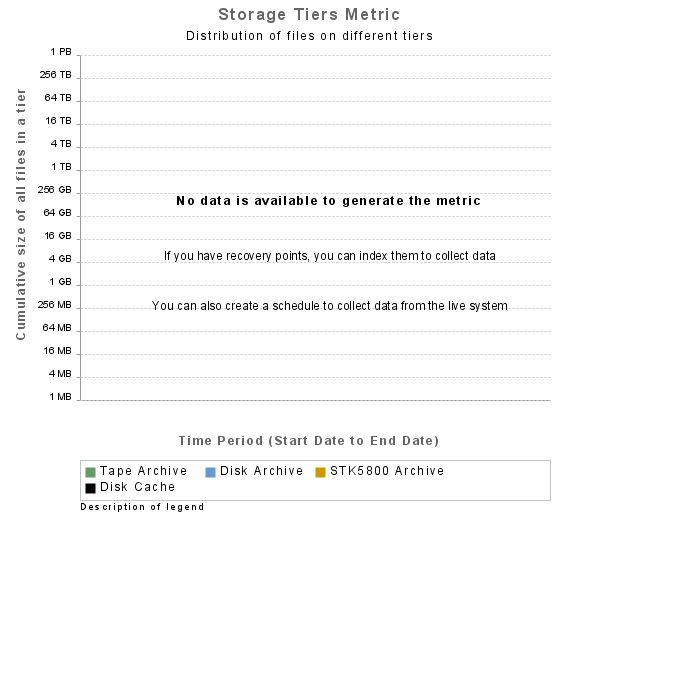 Storage Tiers Metric
Distribution of files on different tiers
Cumulative size of all files in a tier
1 PB
256 TB
64 TB
16 TB
4 TB
1 TB
256 GB
64 GB
16 GB
4 GB
1 GB
256 MB
64 MB
16 MB
4 MB
1 MB
No data is available to generate the metric
If you have recovery points, you can index them to collect data
You can also create a schedule to collect data from the live system
Time Period (Start Date to End Date)
Tape Archive Disk Archive STK5800 Archive
Disk Cache
Description of legend